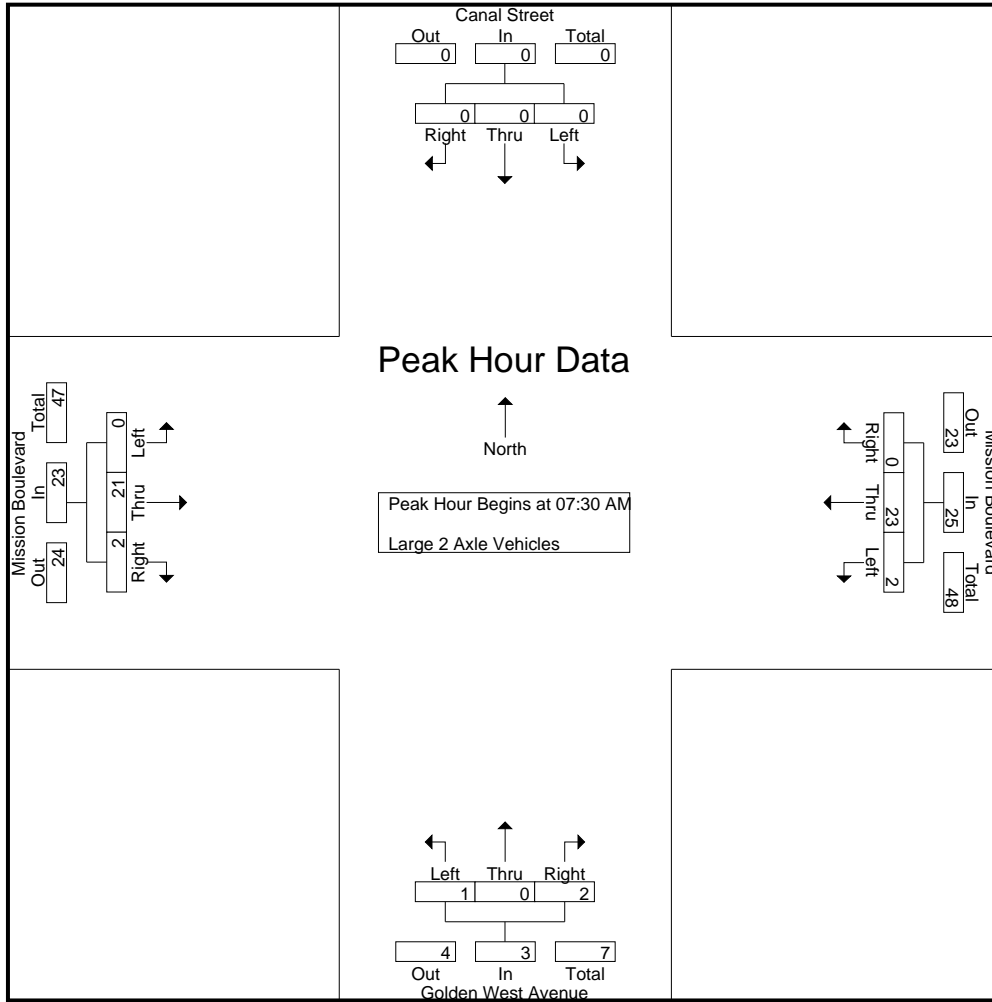 Canal Street
Out In Total
0 0 0
0 0 0
Right Thru Left
Peak Hour Data
North
Peak Hour Begins at 07:30 AM
Large 2 Axle Vehicles
Mission Boulevard
Total In Out
47 23 24
0 21 2
Left Thru Right
Right Thru Left
0 23 2
Out In Total
23 25 48
Mission Boulevard
Left Thru Right
1 0 2
4 3 7
Out In Total
Golden West Avenue